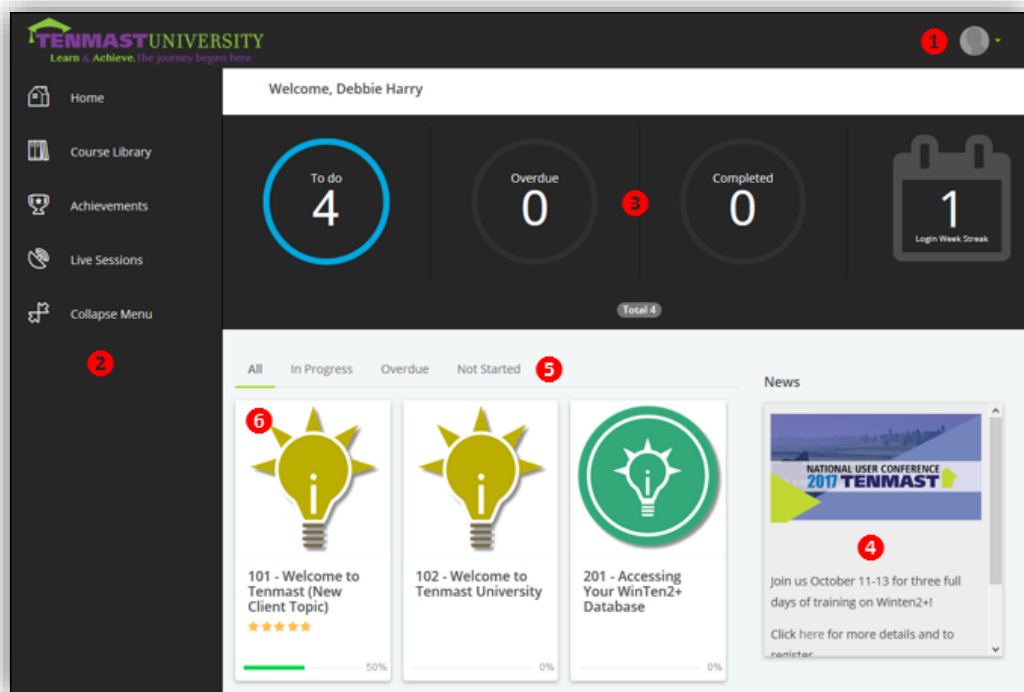 TENMASTUNIVERSITY
Learn & Achieve.The journey begins here.
1
Home
Course Library
Achievements
Live Sessions
Collapse Menu
2
Welcome, Debbie Harry
To do
4
Overdue
0
3
Completed
0
1
Login Week Streak
Total 4
All In Progress Overdue Not Started 5
6
101 - Welcome to
Tenmast (New
Client Topic)
50%
102 - Welcome to
Tenmast University
0%
201 - Accessing
Your WinTen2+
Database
0%
News
NATIONAL USER CONFERENCE
2017 TENMAST
4
Join us October 11-13 for three full
days of training on Winten2+!
Click here for more details and to
register